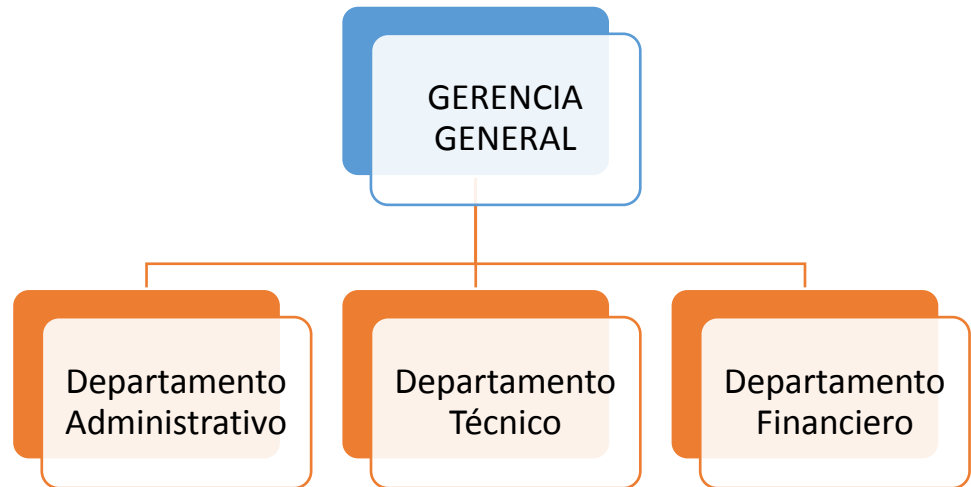 GERENCIA
GENERAL
Departamento
Administrativo
Departamento
Técnico
Departamento
Financiero